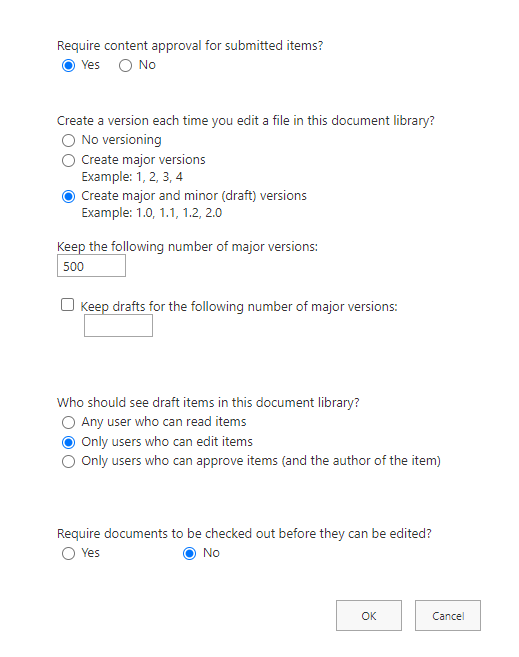 Require content approval for submitted items?
Yes No
Create a version each time you edit a file in this document library?
No versioning
Create major versions
Example: 1, 2, 3, 4
Create major and minor (draft) versions
Example: 1.0, 1.1, 1.2, 2.0
Keep the following number of major versions:
500
Keep drafts for the following number of major versions:
Who should see draft items in this document library?
Any user who can read items
Only users who can edit items
Only users who can approve items (and the author of the item)
Require documents to be checked out before they can be edited?
Yes No
OK Cancel